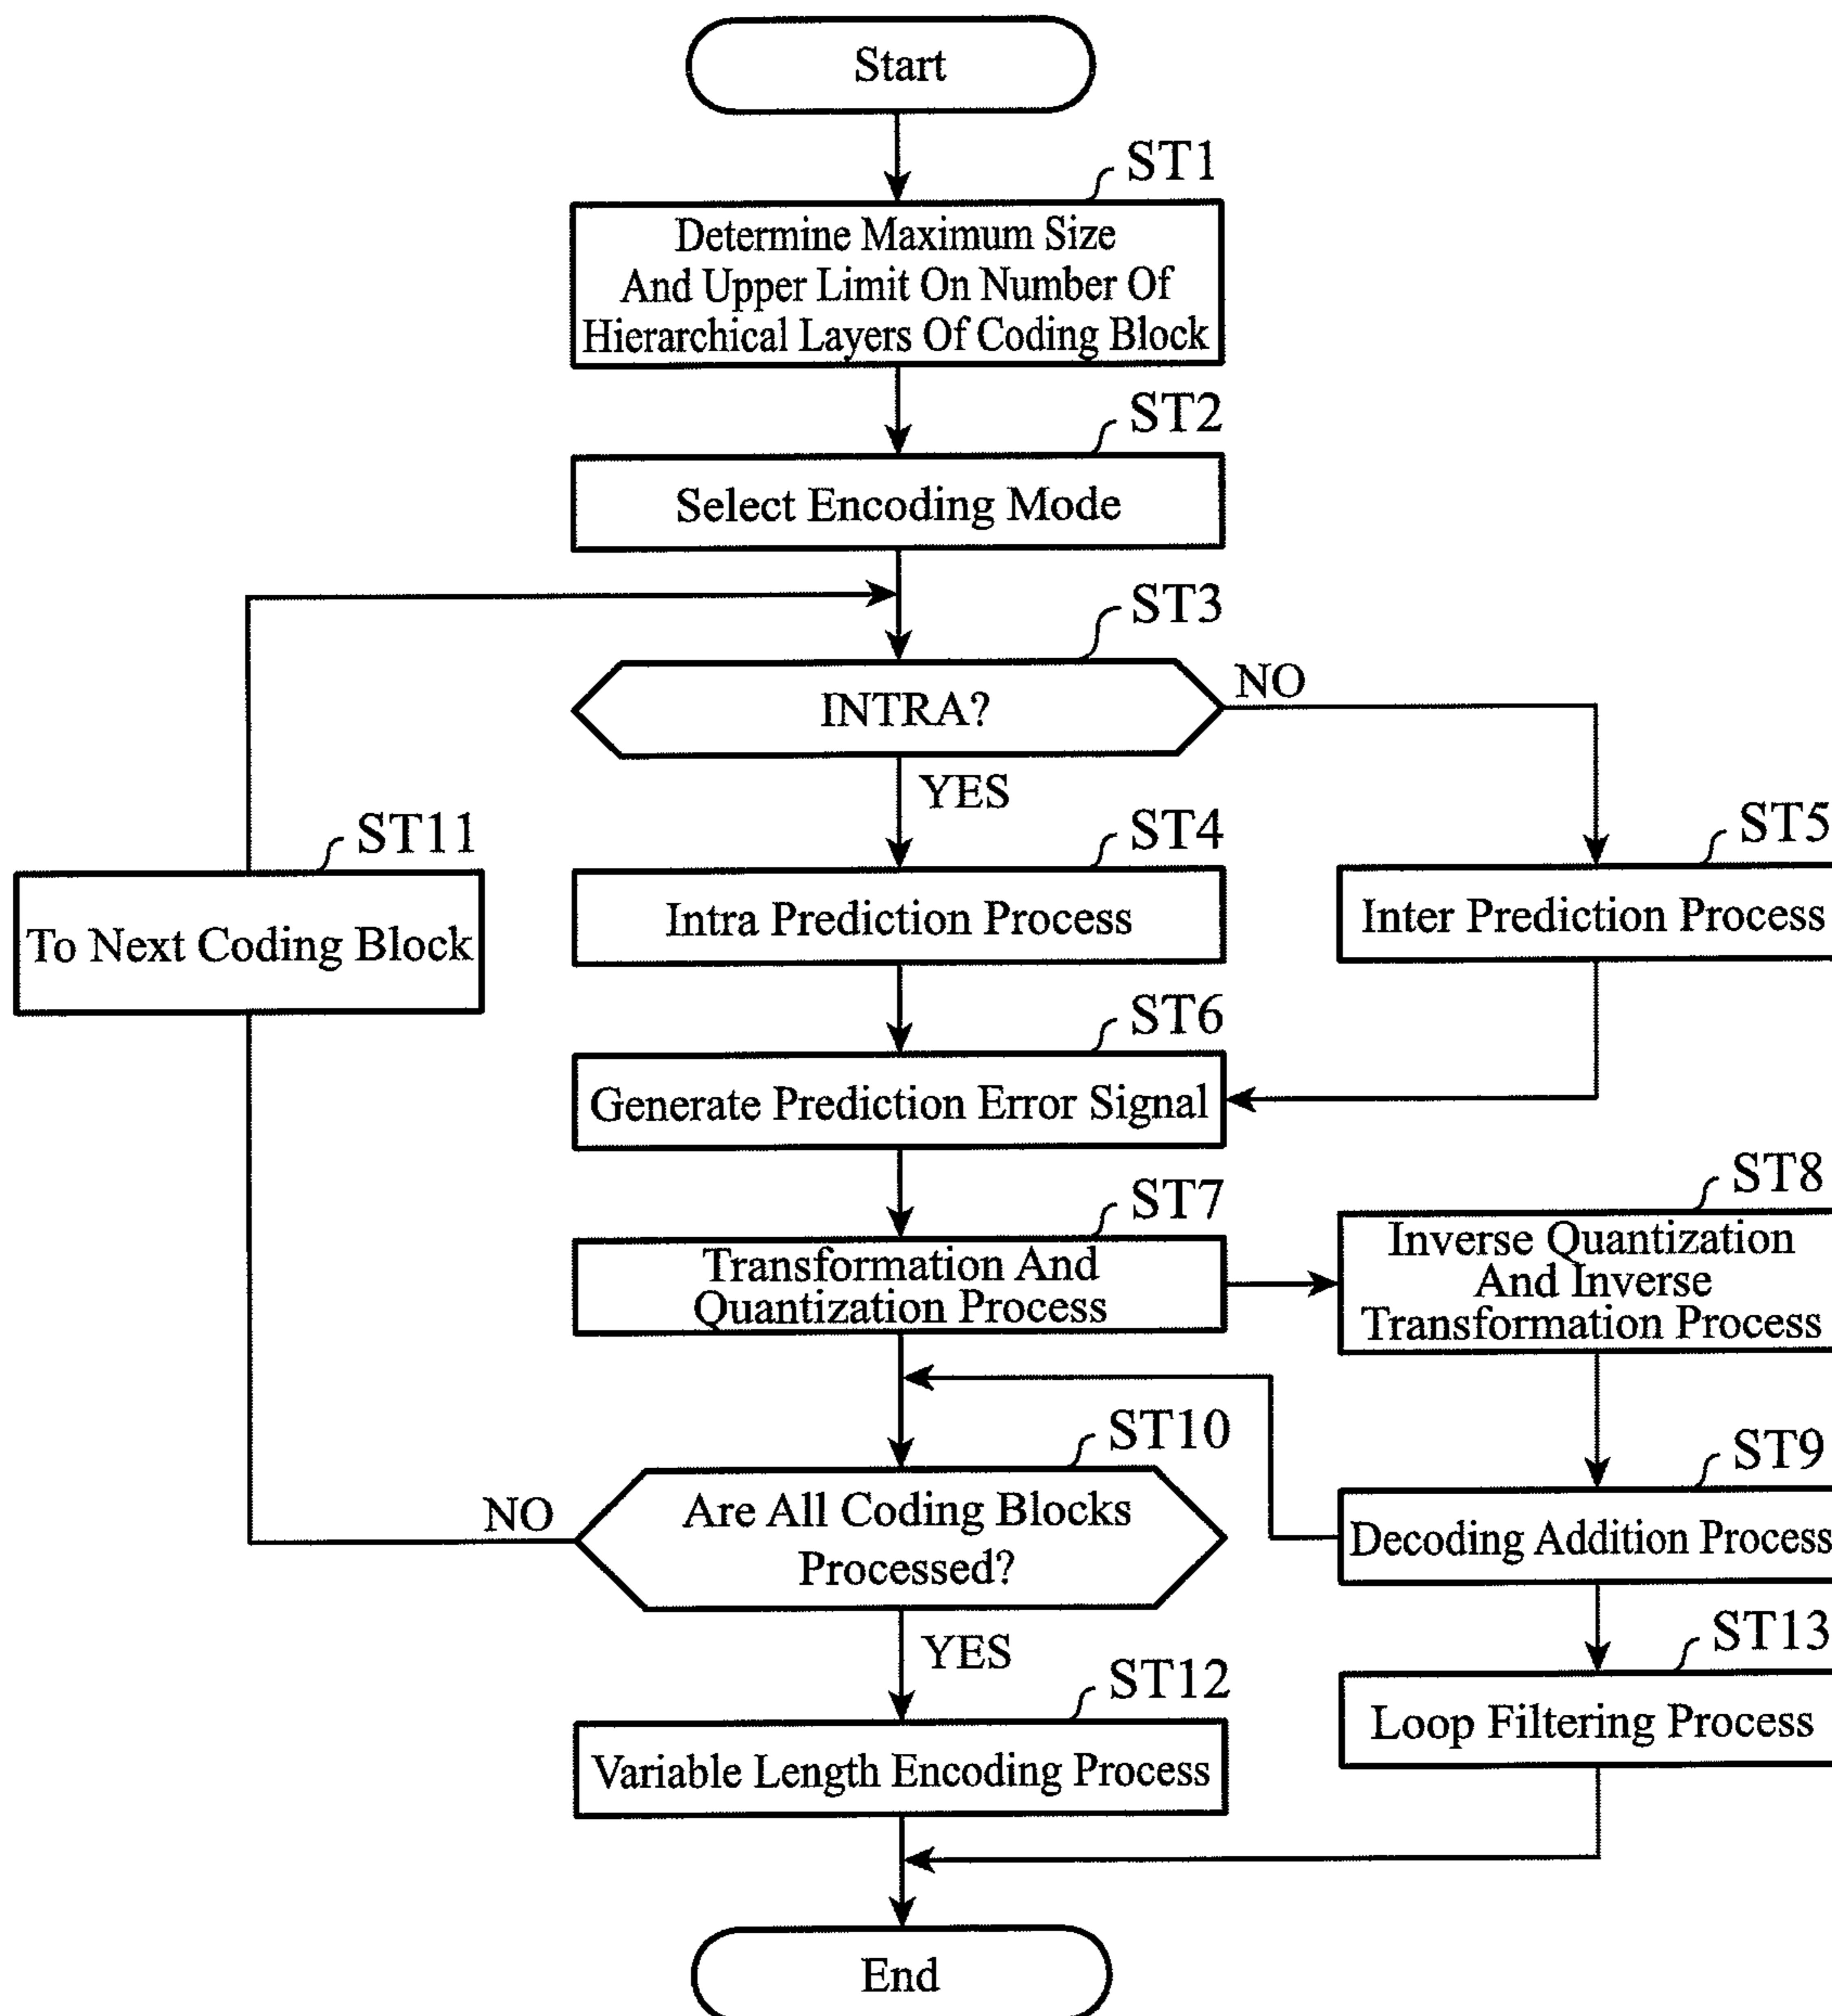 Start
ST1
Determine Maximum Size
And Upper Limit On Number Of
Hierarchical Layers Of Coding Block
ST2
Select Encoding Mode
ST3
INTRA?
NO
YES
ST4
Intra Prediction Process
ST5
Inter Prediction Process
ST11
To Next Coding Block
ST6
Generate Prediction Error Signal
ST7
Transformation And
Quantization Process
ST8
Inverse Quantization
And Inverse
Transformation Process
ST9
Decoding Addition Process
ST10
Are All Coding Blocks
Processed?
NO
YES
ST12
Variable Length Encoding Process
ST13
Loop Filtering Process
End